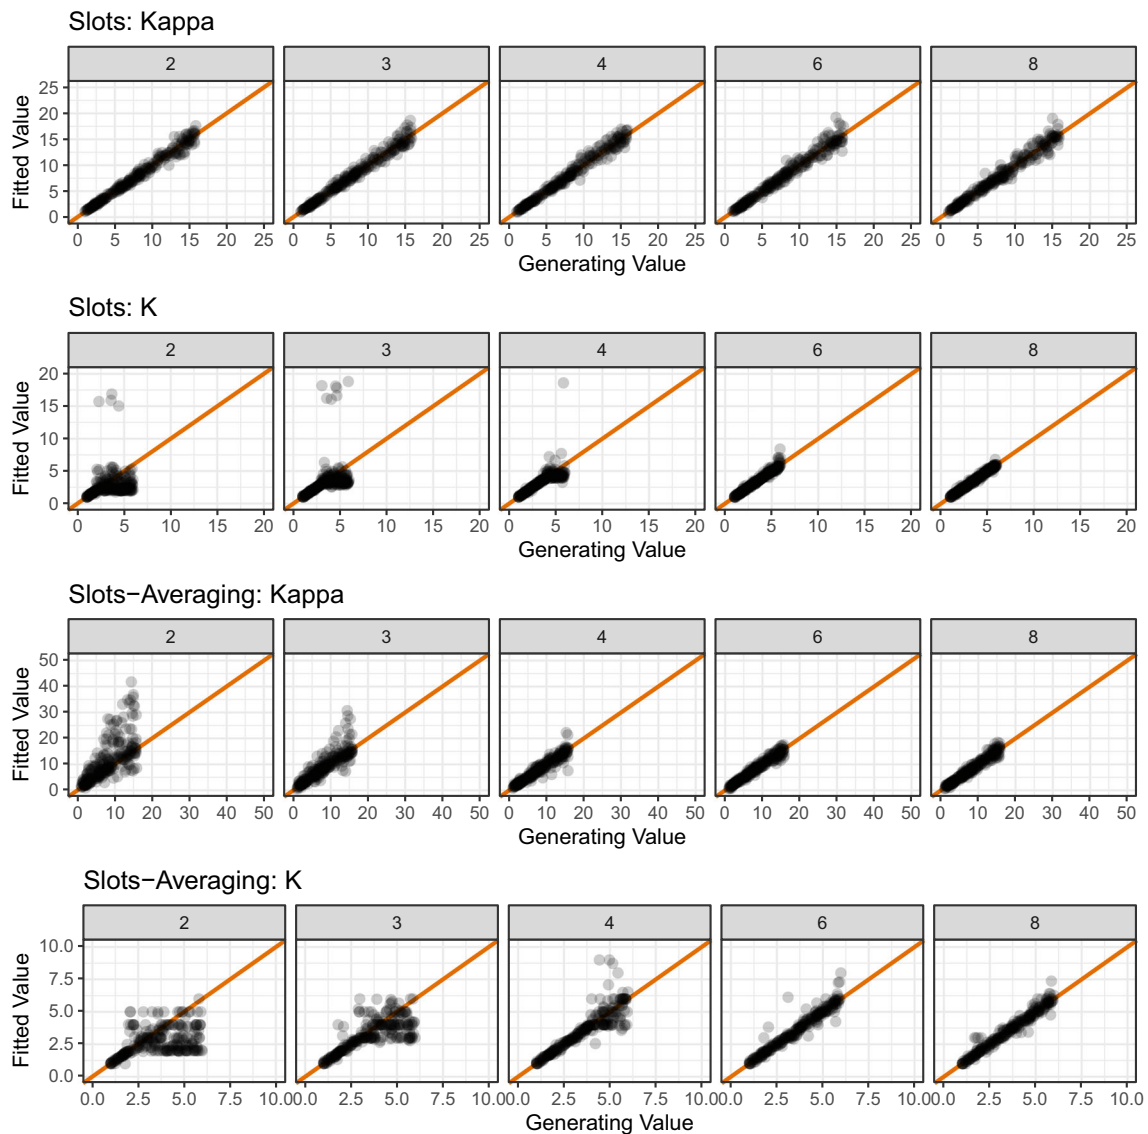 Slots: Kappa
2 3 4 6 8
Fitted Value
25
20
15
10
5
0
0 5 10 15 20 25 0 5 10 15 20 25 0 5 10 15 20 25 0 5 10 15 20 25 0 5 10 15 20 25
Generating Value
Slots: K
2 3 4 6 8
Fitted Value
20
15
10
5
0
0 5 10 15 20 0 5 10 15 20 0 5 10 15 20 0 5 10 15 20 0 5 10 15 20
Generating Value
Slots−Averaging: Kappa
2 3 4 6 8
Fitted Value
50
40
30
20
10
0
0 10 20 30 40 50 0 10 20 30 40 50 0 10 20 30 40 50 0 10 20 30 40 50 0 10 20 30 40 50
Generating Value
Slots−Averaging: K
2 3 4 6 8
Fitted Value
10.0
7.5
5.0
2.5
0.0
0.0 2.5 5.0 7.5 10.00.0 2.5 5.0 7.5 10.00.0 2.5 5.0 7.5 10.00.0 2.5 5.0 7.5 10.00.0 2.5 5.0 7.5 10.0
Generating Value